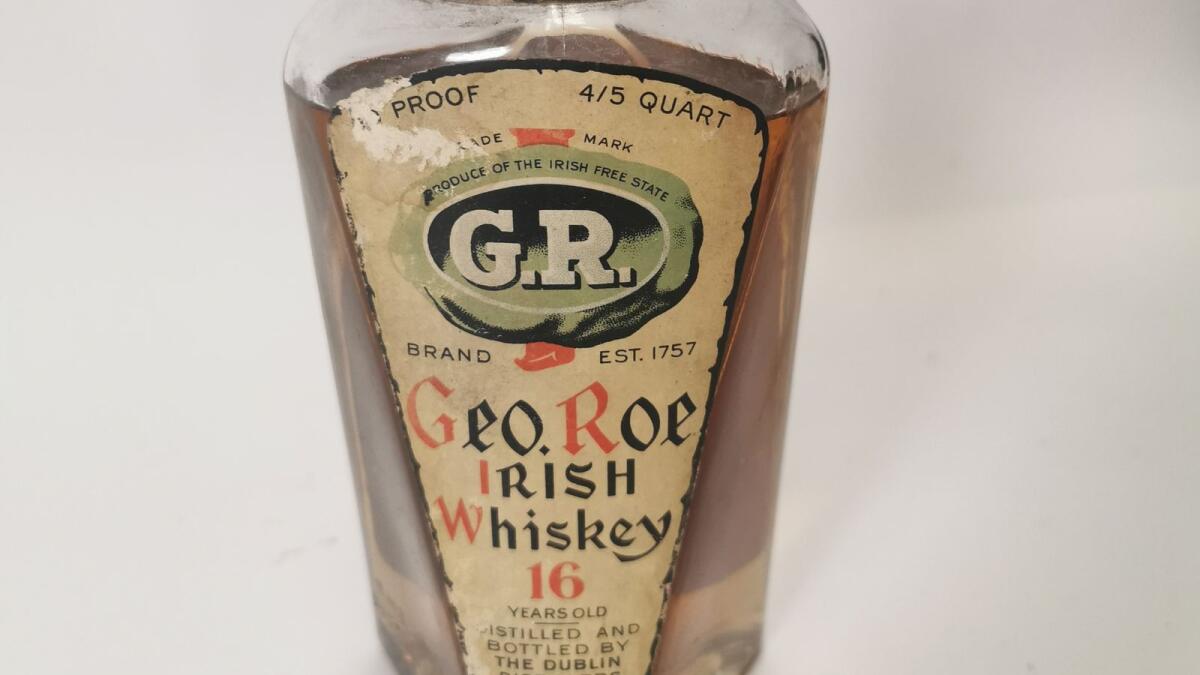 PROOF 4/5 QUART
TRADE MARK
PRODUCE OF THE IRISH FREE STATE
G.R.
BRAND EST. 1757
Geo. Roe
IRISH
Whiskey
16
YEARS OLD
DISTILLED AND
BOTTLED BY
THE DUBLIN